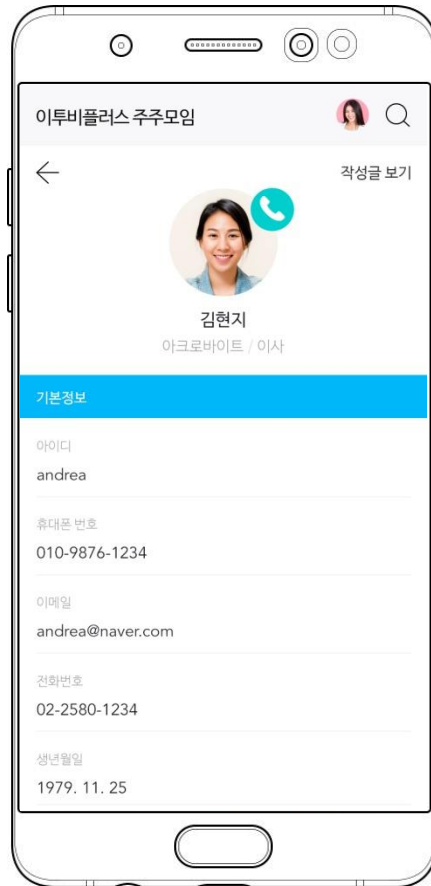 이투비플러스 주주모임
작성글 보기
김현지
아크로바이트 / 이사
기본정보
아이디
andrea
휴대폰 번호
010-9876-1234
이메일
andrea@naver.com
전화번호
02-2580-1234
생년월일
1979. 11. 25